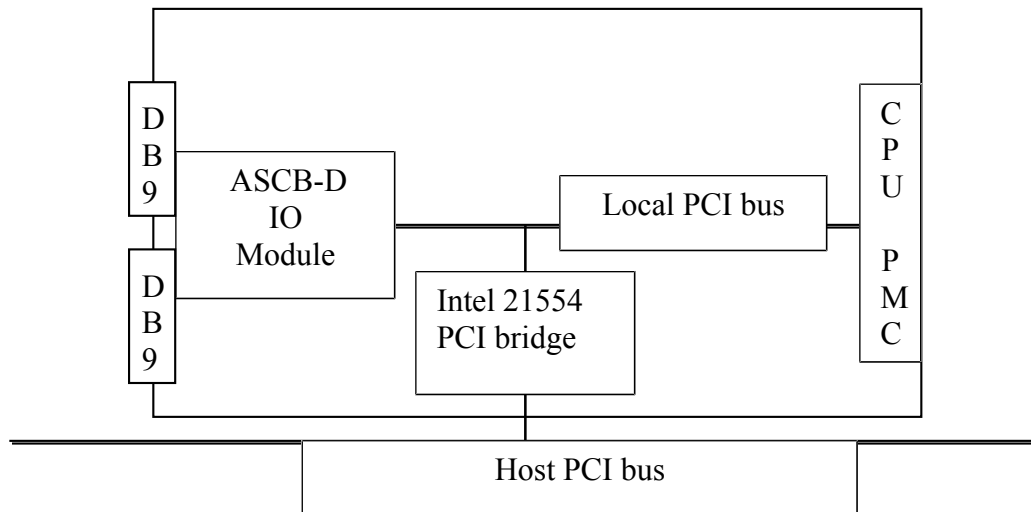 D
B
9
ASCB-D
IO
Module
D
B
9
Local PCI bus
Intel 21554
PCI bridge
C
P
U
P
M
C
Host PCI bus